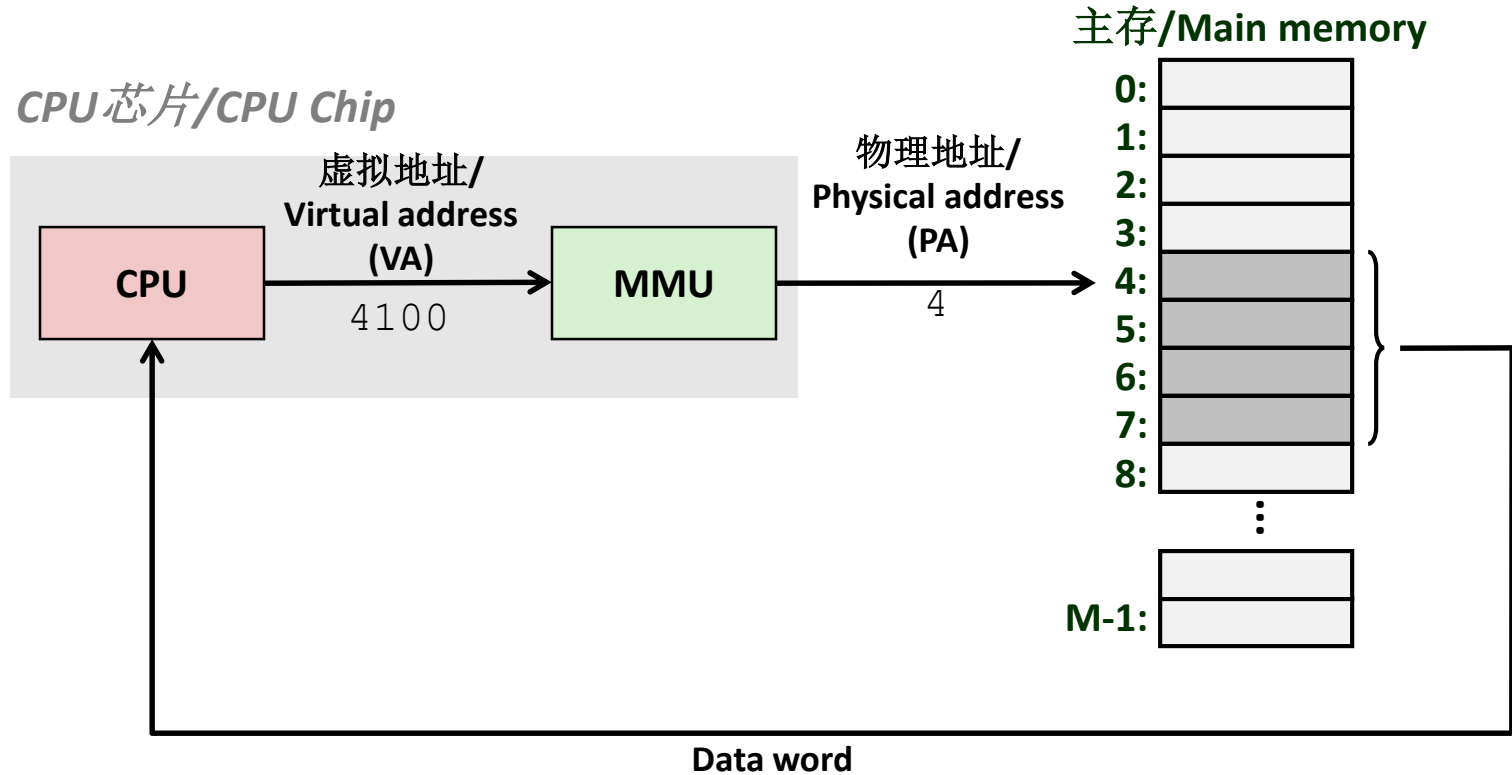 主存/Main memory
CPU芯片/CPU Chip
虚拟地址/
Virtual address
(VA)
物理地址/
Physical address
(PA)
CPU
4100
MMU
4
0:
1:
2:
3:
4:
5:
6:
7:
8:
...
M-1:
Data word